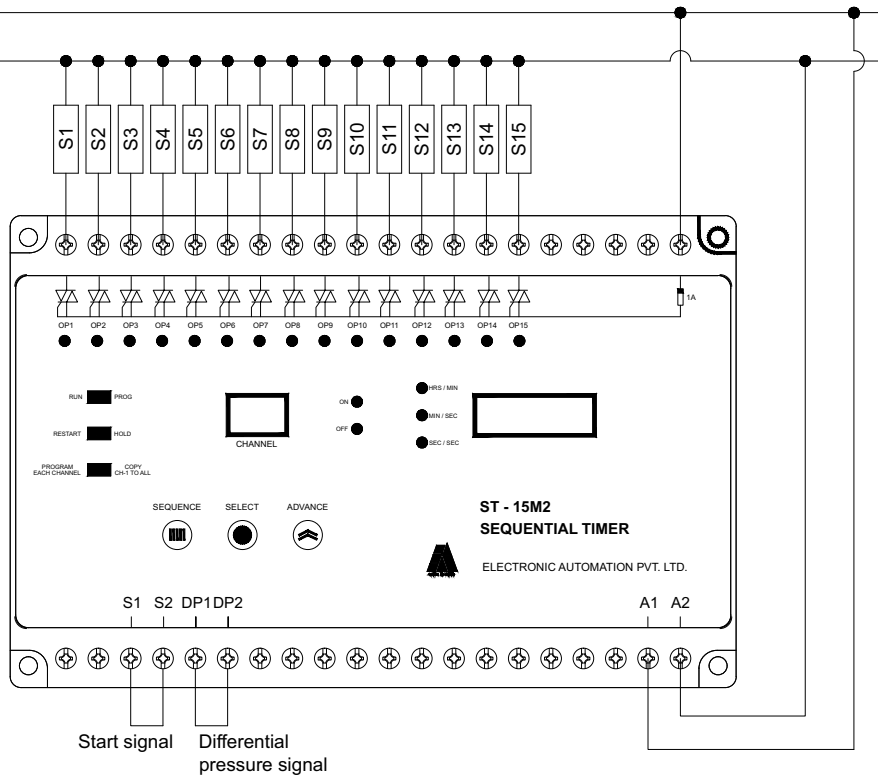 S1 S2 S3 S4 S5 S6 S7 S8 S9 S10 S11 S12 S13 S14 S15
1A
OP1 OP2 OP3 OP4 OP5 OP6 OP7 OP8 OP9 OP10 OP11 OP12 OP13 OP14 OP15
RUN PROG
RESTART HOLD
PROGRAM
EACH CHANNEL
COPY
CH-1 TO ALL
CHANNEL
ON
OFF
HRS / MIN
MIN / SEC
SEC / SEC
SEQUENCE SELECT ADVANCE
ST - 15M2
SEQUENTIAL TIMER
ELECTRONIC AUTOMATION PVT. LTD.
S1 S2 DP1 DP2
A1 A2
Start signal
Differential
pressure signal